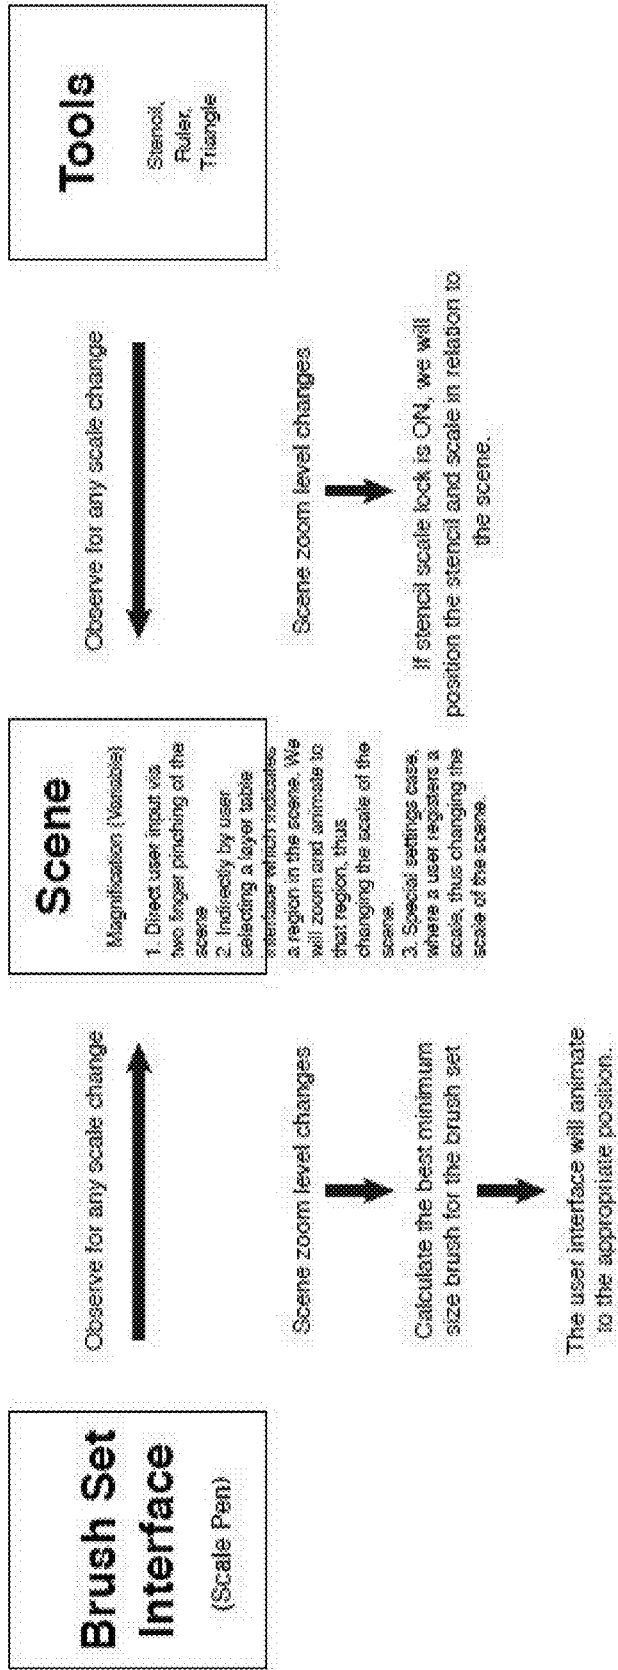 Brush Set
Interface
(Scale Pen)
Observe for any scale change
Scene zoom level changes
Calculate the best minimum
size brush for the brush set
The user interface will animate
to the appropriate position.
Scene
Magnification (Variable)
1. Direct user input via
two finger pinching of the
scene
2. Indirectly by user
selecting a layer table
interface which indicates
a region in the scene. We
will zoom and animate to
that region, thus
changing the scale of the
scene.
3. Special settings case,
where a user registers a
scale, thus changing the
scale of the scene.
Observe for any scale change
Scene zoom level changes
If stencil scale lock is ON, we will
position the stencil and scale in relation to
the scene.
Tools
Stencil,
Ruler,
Triangle